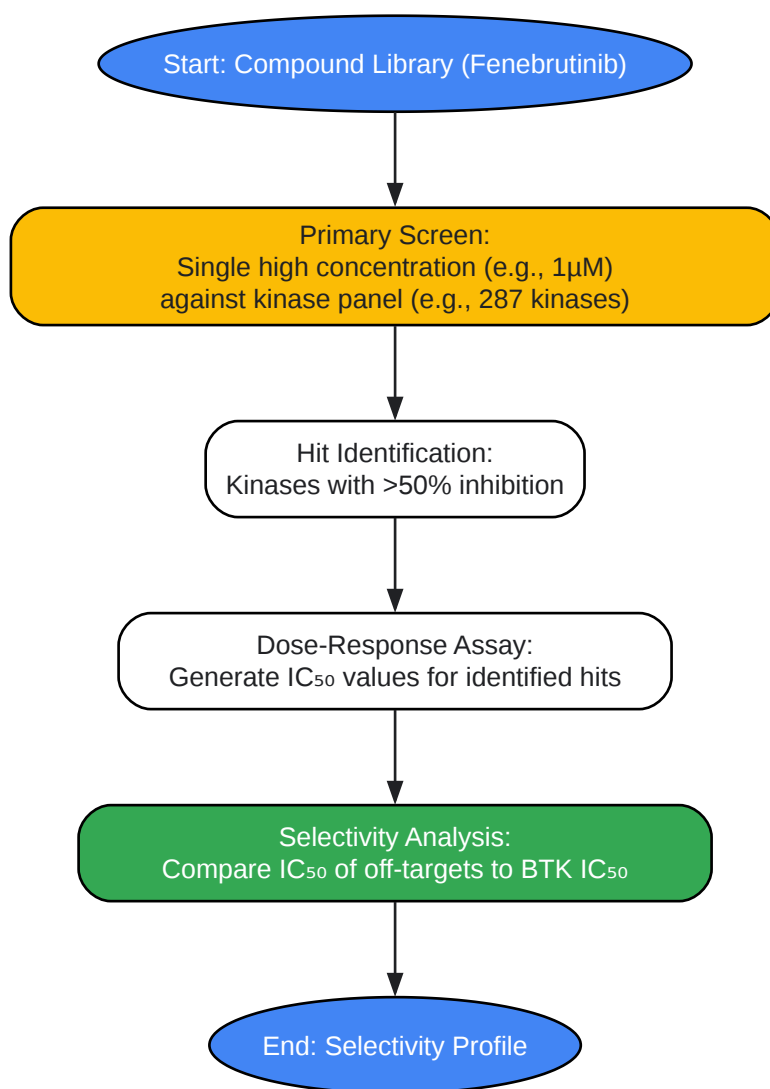 Start: Compound Library (Fenebrutinib)
Primary Screen:
Single high concentration (e.g., 1µM)
against kinase panel (e.g., 287 kinases)
Hit Identification:
Kinases with >50% inhibition
Dose-Response Assay:
Generate IC₅₀ values for identified hits
Selectivity Analysis:
Compare IC₅₀ of off-targets to BTK IC₅₀
End: Selectivity Profile